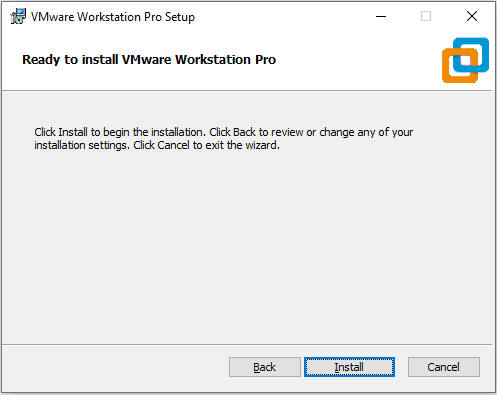 VMware Workstation Pro Setup
Ready to install VMware Workstation Pro
Click Install to begin the installation. Click Back to review or change any of your
installation settings. Click Cancel to exit the wizard.
Back Install Cancel